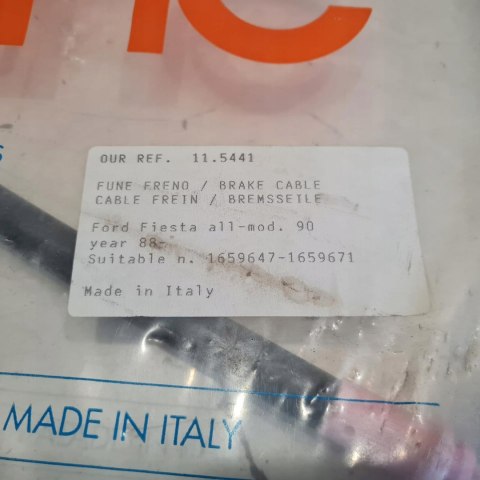 OUR REF. 11.5441
FUNE FRENO / BRAKE CABLE
CABLE FREIN / BREMSSEILE
Ford Fiesta all-mod. 90
year 88-
Suitable n. 1659647-1659671
Made in Italy
MADE IN ITALY